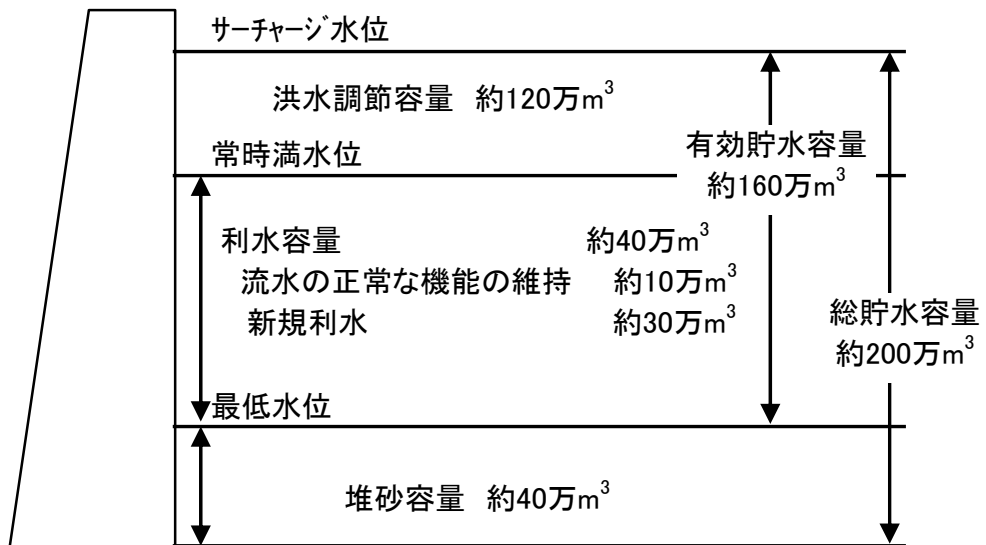 サーチャージ水位
洪水調節容量 約120万m³
常時満水位
有効貯水容量
約160万m³
利水容量 約40万m³
流水の正常な機能の維持 約10万m³
新規利水 約30万m³
総貯水容量
約200万m³
最低水位
堆砂容量 約40万m³